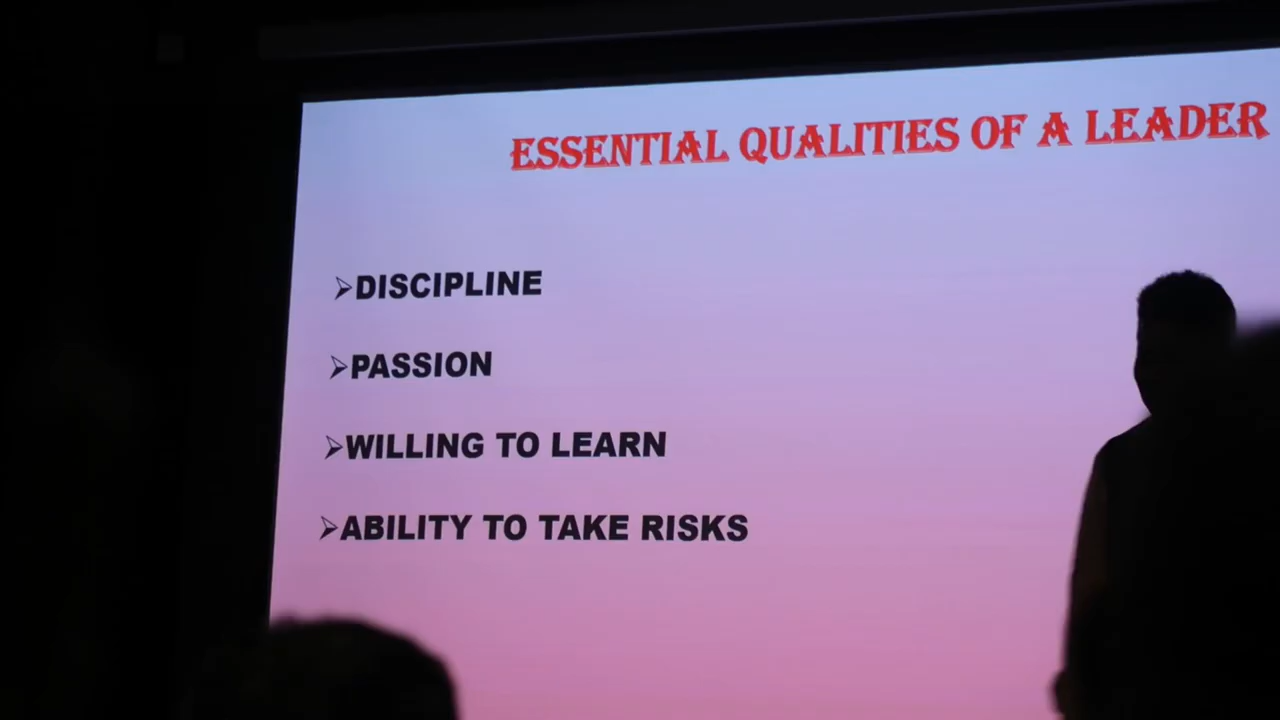 ESSENTIAL QUALITIES OF A LEADER
➢DISCIPLINE
➢PASSION
➢WILLING TO LEARN
➢ABILITY TO TAKE RISKS